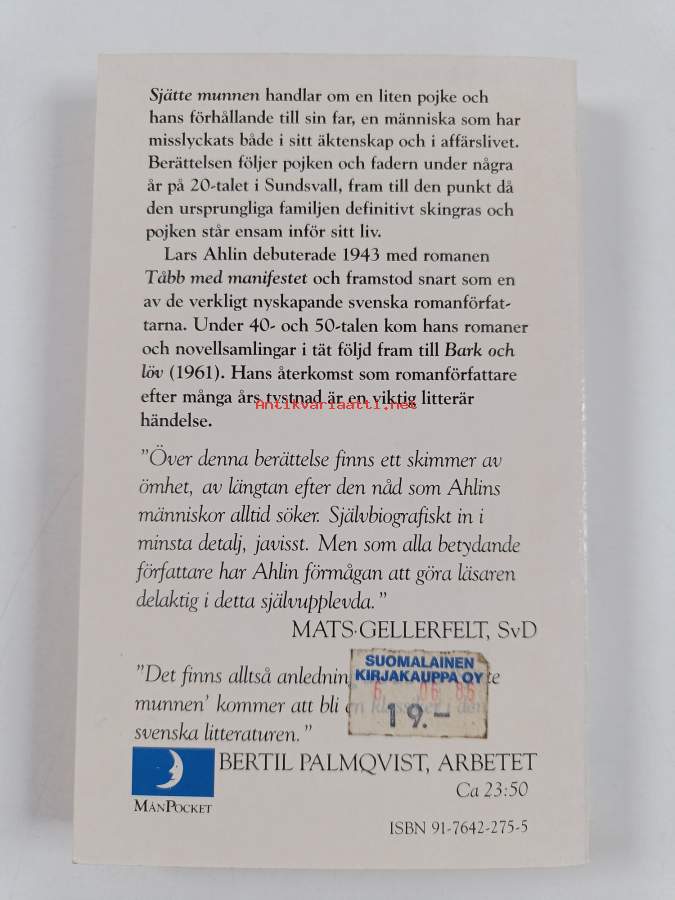 Sjätte munnen handlar om en liten pojke och
hans förhållande till sin far, en människa som har
misslyckats både i sitt äktenskap och i affärslivet.
Berättelsen följer pojken och fadern under några
år på 20-talet i Sundsvall, fram till den punkt då
den ursprungliga familjen definitivt skingras och
pojken står ensam inför sitt liv.
Lars Ahlin debuterade 1943 med romanen
Tåbb med manifestet och framstod snart som en
av de verkligt nyskapande svenska romanförfat-
tarna. Under 40- och 50-talen kom hans romaner
och novellsamlingar i tät följd fram till Bark och
löv (1961). Hans återkomst som romanförfattare
efter många års tystnad är en viktig litterär
Antikvariaatti.net
händelse.
"Över denna berättelse finns ett skimmer av
ömhet, av längtan efter den nåd som Ahlins
människor alltid söker. Självbiografiskt in i
minsta detalj, javisst. Men som alla betydande
författare har Ahlin förmågan att göra läsaren
delaktig i detta självupplevda."
MATS GELLERFELT, SvD
"Det finns alltså anledning
munnen' kommer att bli en klassiker i den
svenska litteraturen."
SUOMALAINEN
KIRJAKAUPPA OY
6 06 86
19.-
BERTIL PALMQVIST, ARBETET
Ca 23:50
MÅNPOCKET
ISBN 91-7642-275-5